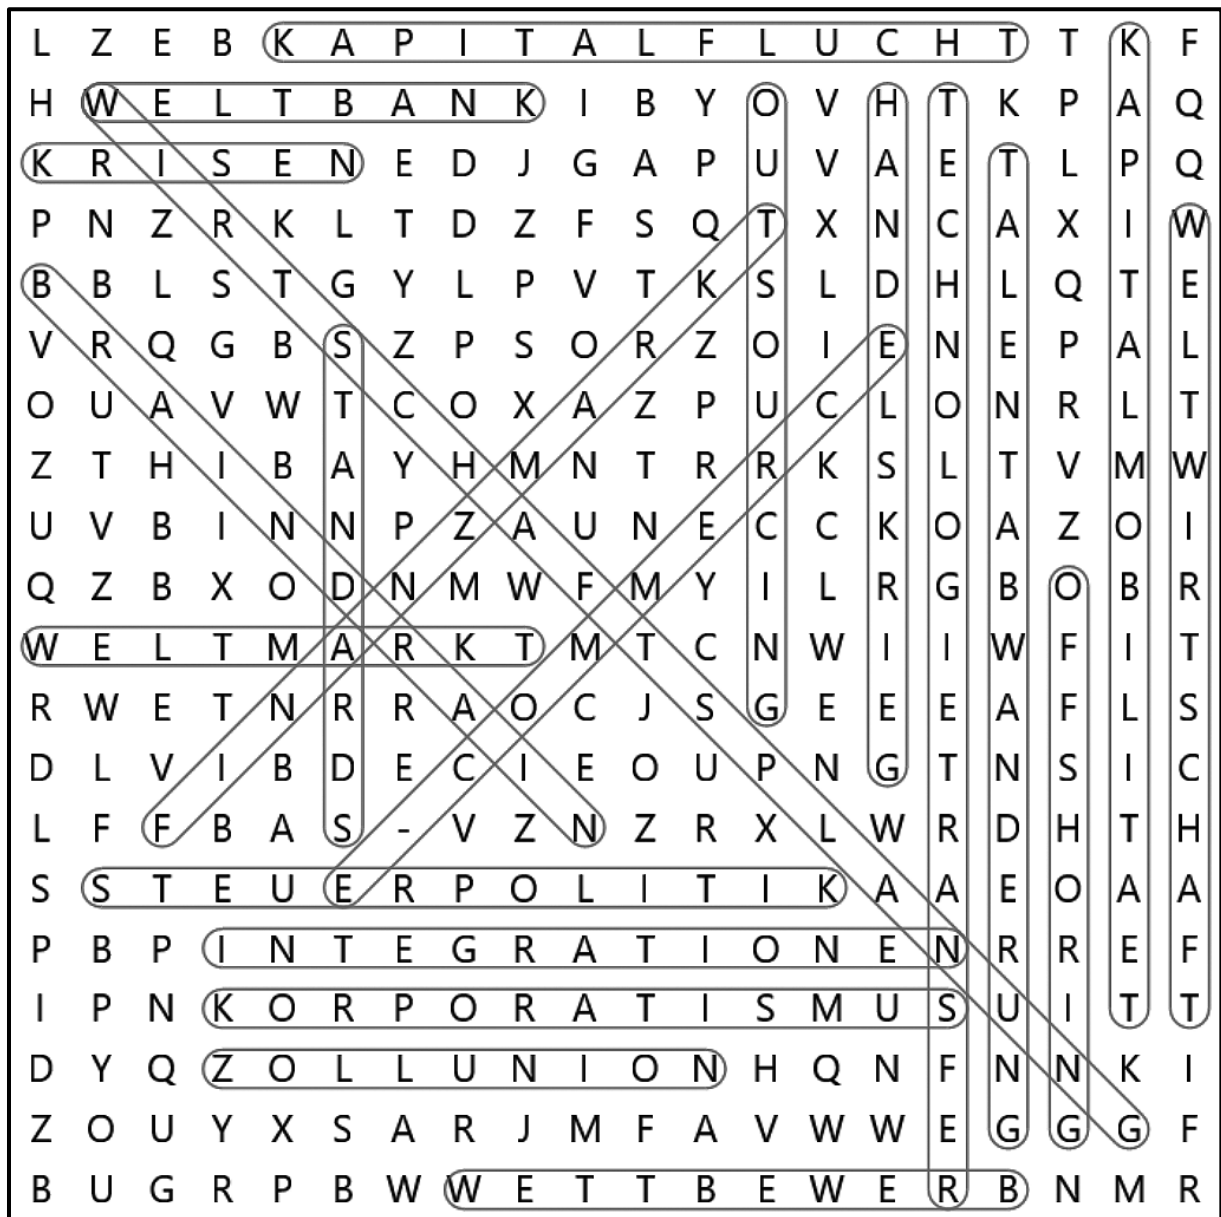 L Z E B K A P I T A L F L U C H T T K F
H W E L T B A N K I B Y O V H T K P A Q
K R I S E N E D J G A P U V A E T L P Q
P N Z R K L T D Z F S Q T X N C A X I W
B B L S T G Y L P V T K S L D H L Q T E
V R Q G B S Z P S O R Z O I E N E P A L
O U A V W T C O X A Z P U C L O N R L T
Z T H I B A Y H M N T R R K S L T V M W
U V B I N N P Z A U N E C C K O A Z O I
Q Z B X O D N M W F M Y I L R G B O B R
W E L T M A R K T M T C N W I I W F I T
R W E T N R R A O C J S G E E E A F L S
D L V I B D E C I E O U P N G T N S I C
L F F B A S - V Z N Z R X L W R D H T H
S S T E U E R P O L I T I K A A E O A A
P B P I N T E G R A T I O N E N R R E F
I P N K O R P O R A T I S M U S U I T T
D Y Q Z O L L U N I O N H Q N F N N K I
Z O U Y X S A R J M F A V W W E G G G F
B U G R P B W W E T T B E W E R B N M R